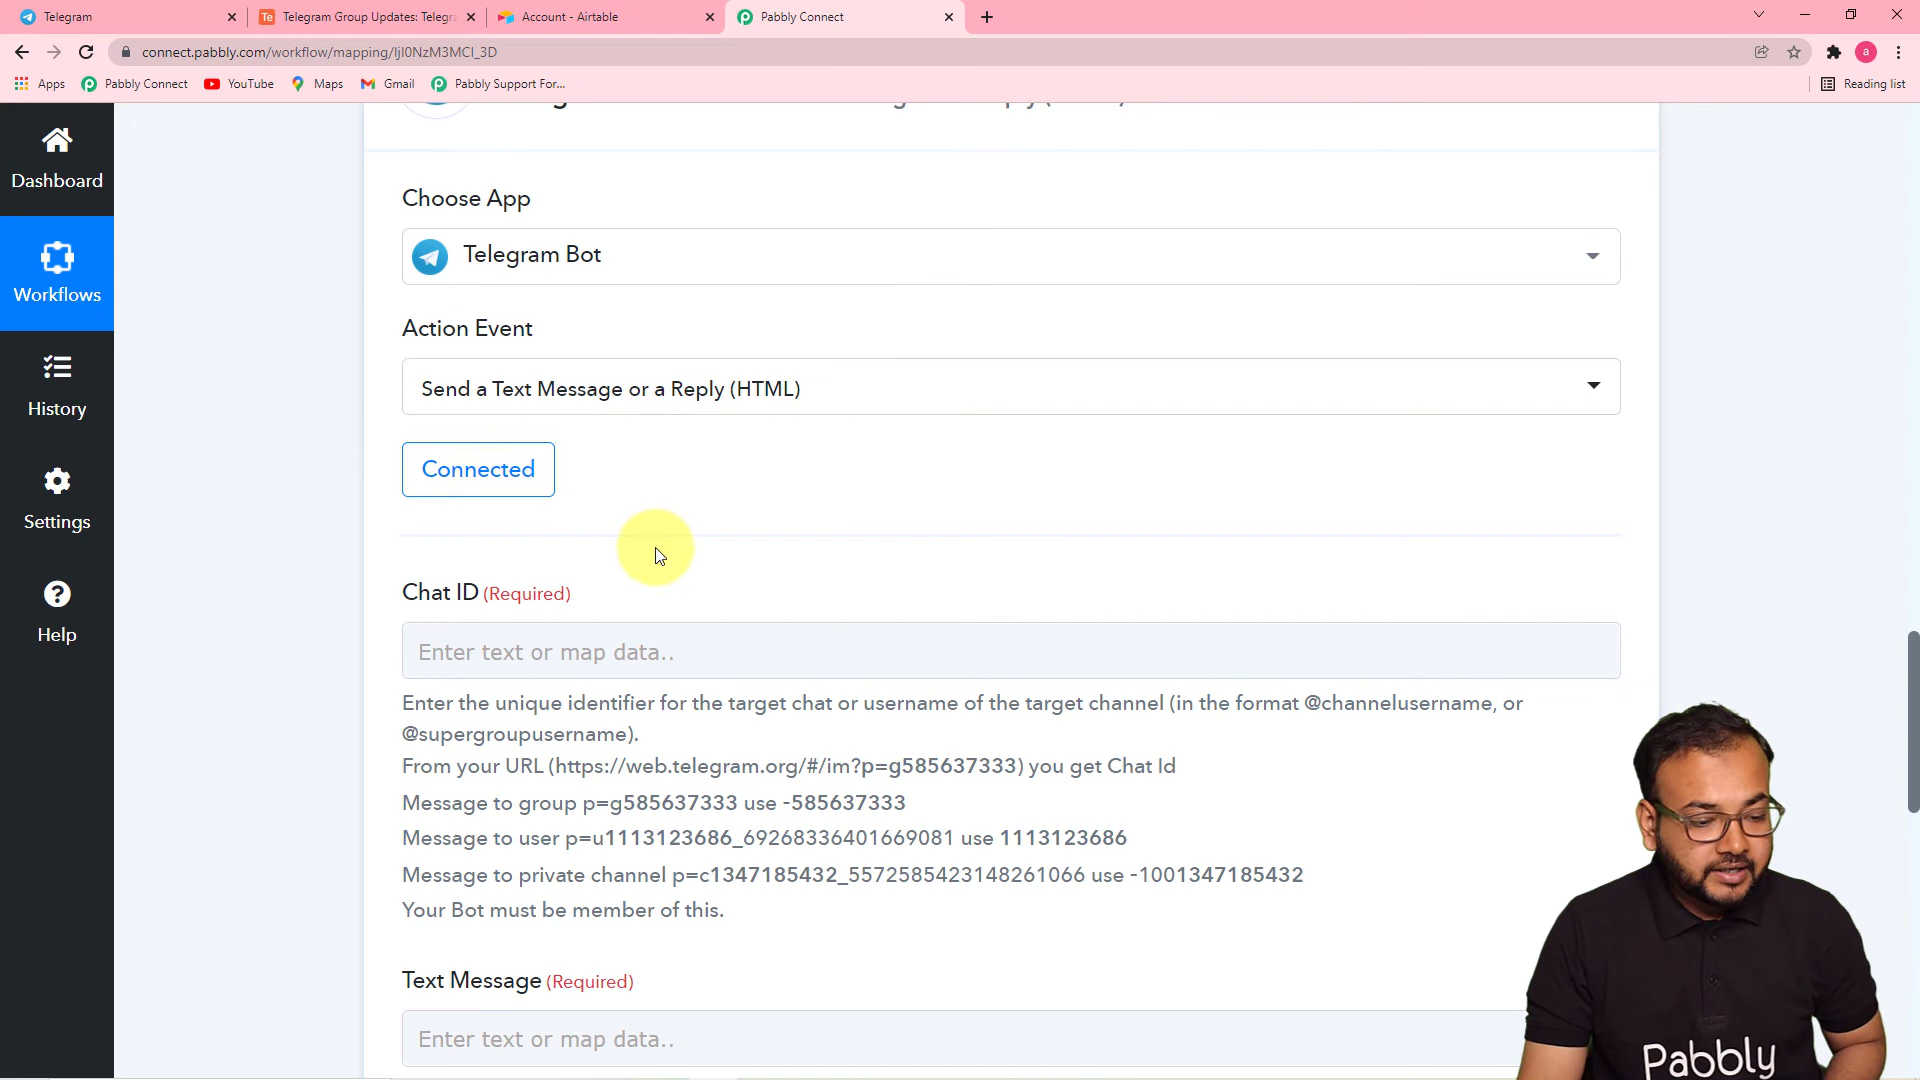 Telegram
Telegram Group Updates: Telegra
Account - Airtable
Pabbly Connect
connect.pabbly.com/workflow/mapping/IjI0NzM3MCI_3D
Apps
Pabbly Connect
YouTube
Maps
Gmail
Pabbly Support For...
Reading list
Dashboard
Workflows
History
Settings
Help
Choose App
Telegram Bot
Action Event
Send a Text Message or a Reply (HTML)
Connected
Chat ID (Required)
Enter text or map data..
Enter the unique identifier for the target chat or username of the target channel (in the format @channelusername, or
@supergroupusername).
From your URL (https://web.telegram.org/#/im?p=g585637333) you get Chat Id
Message to group p=g585637333 use -585637333
Message to user p=u1113123686_69268336401669081 use 1113123686
Message to private channel p=c1347185432_5572585423148261066 use -1001347185432
Your Bot must be member of this.
Text Message (Required)
Enter text or map data..
Pabbly